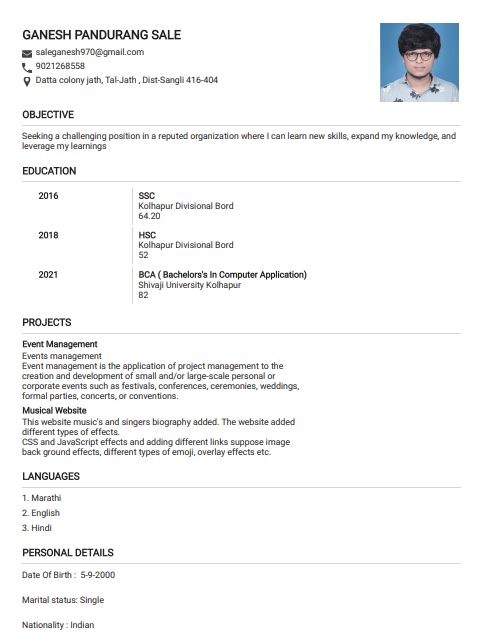 GANESH PANDURANG SALE
saleganesh970@gmail.com
9021268558
Datta colony jath, Tal-Jath , Dist-Sangli 416-404
OBJECTIVE
Seeking a challenging position in a reputed organization where I can learn new skills, expand my knowledge, and
leverage my learnings
EDUCATION
2016
SSC
Kolhapur Divisional Bord
64.20
2018
HSC
Kolhapur Divisional Bord
52
2021
BCA ( Bachelors's In Computer Application)
Shivaji University Kolhapur
82
PROJECTS
Event Management
Events management
Event management is the application of project management to the
creation and development of small and/or large-scale personal or
corporate events such as festivals, conferences, ceremonies, weddings,
formal parties, concerts, or conventions.
Musical Website
This website music's and singers biography added. The website added
different types of effects.
CSS and JavaScript effects and adding different links suppose image
back ground effects, different types of emoji, overlay effects etc.
LANGUAGES
1. Marathi
2. English
3. Hindi
PERSONAL DETAILS
Date Of Birth : 5-9-2000
Marital status: Single
Nationality : Indian